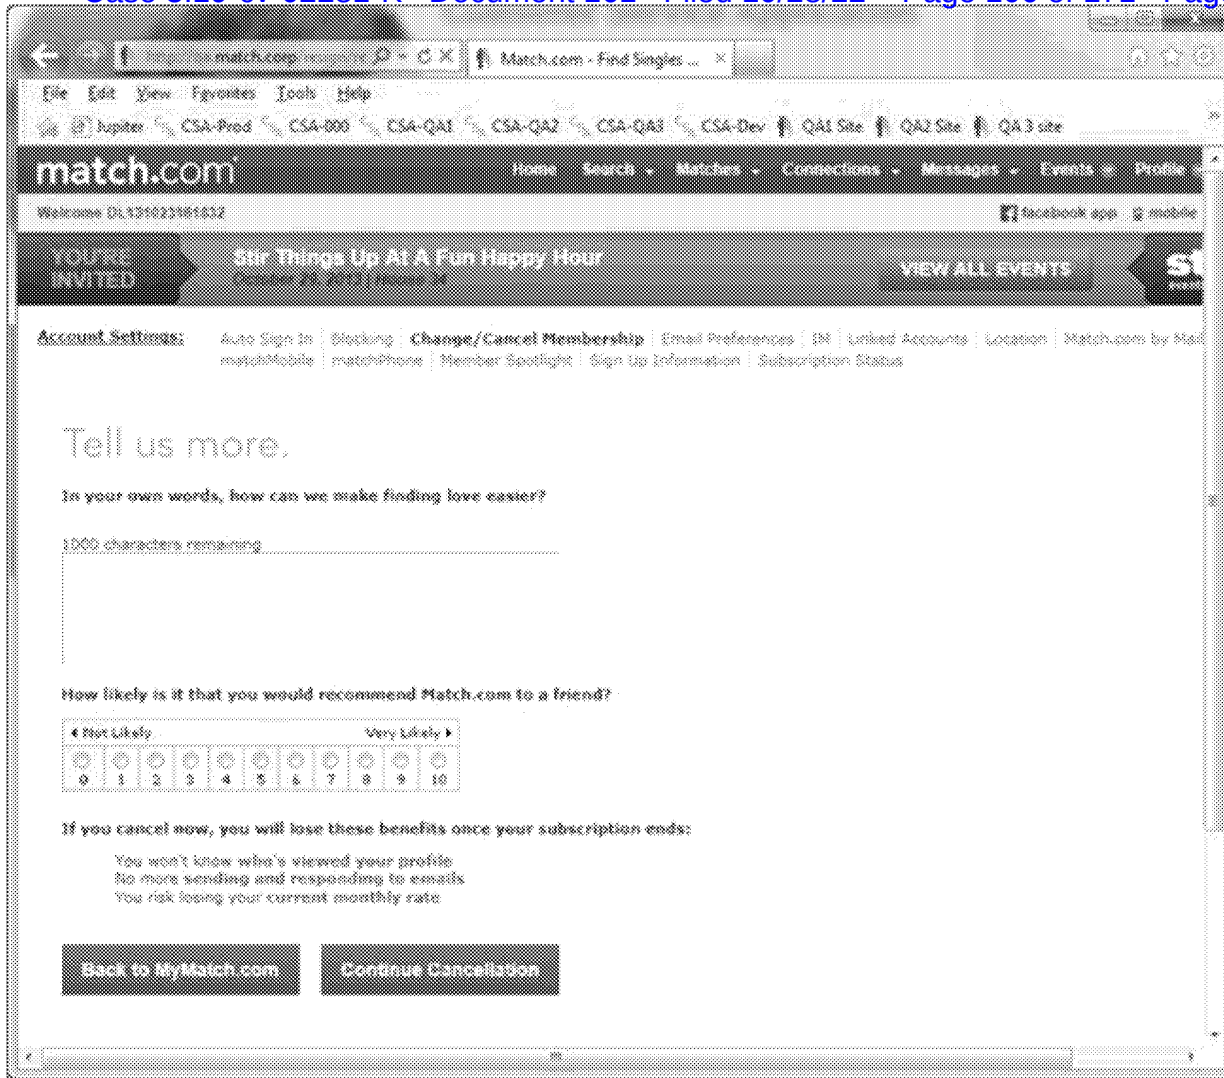 match.corp
Match.com - Find Singles ...
File Edit View Favorites Tools Help
Jupiter CSA-Prod CSA-000 CSA-QA1 CSA-QA2 CSA-QA3 CSA-Dev QA1 Site QA2 Site QA 3 site
match.com
Home Search Matches Connections Messages Events Profile
Welcome DL131023161832
facebook app mobile
YOU'RE INVITED
Stir Things Up At A Fun Happy Hour
VIEW ALL EVENTS
Account Settings: Auto Sign In Blocking Change/Cancel Membership Email Preferences IM Linked Accounts Location Match.com by Mail
matchMobile matchPhone Member Spotlight Sign Up Information Subscription Status
Tell us more.
In your own words, how can we make finding love easier?
1000 characters remaining
How likely is it that you would recommend Match.com to a friend?
Not Likely Very Likely
0 1 2 3 4 5 6 7 8 9 10
If you cancel now, you will lose these benefits once your subscription ends:
You won't know who's viewed your profile
No more sending and responding to emails
You risk losing your current monthly rate
Back to MyMatch.com Continue Cancellation